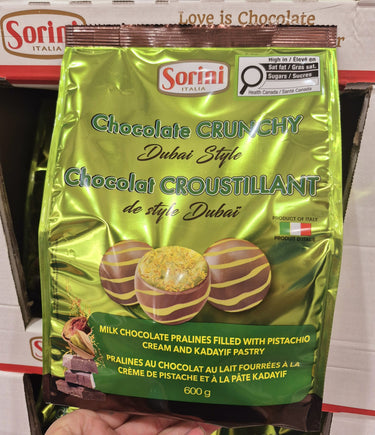 Sorini
ITALIA
Love is Chocolate
Sorini
ITALIA
High in / Élevé en
Sat fat / Gras sat.
Sugars / Sucres
Health Canada / Santé Canada
Chocolate CRUNCHY
Dubai Style
Chocolat CROUSTILLANT
de style Dubaï
PRODUCT OF ITALY
MILK CHOCOLATE PRALINES FILLED WITH PISTACHIO
CREAM AND KADAYIF PASTRY
PRALINES AU CHOCOLAT AU LAIT FOURRÉES À LA
CRÈME DE PISTACHE ET À LA PÂTE KADAYIF
600 g